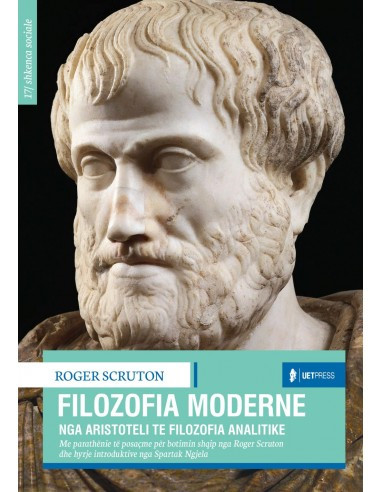 17/ shkenca sociale
ROGER SCRUTON
UETPRESS
FILOZOFIA MODERNE
NGA ARISTOTELI TE FILOZOFIA ANALITIKE
Me parathënie të posaçme për botimin shqip nga Roger Scruton
dhe hyrje introduktive nga Spartak Ngjela